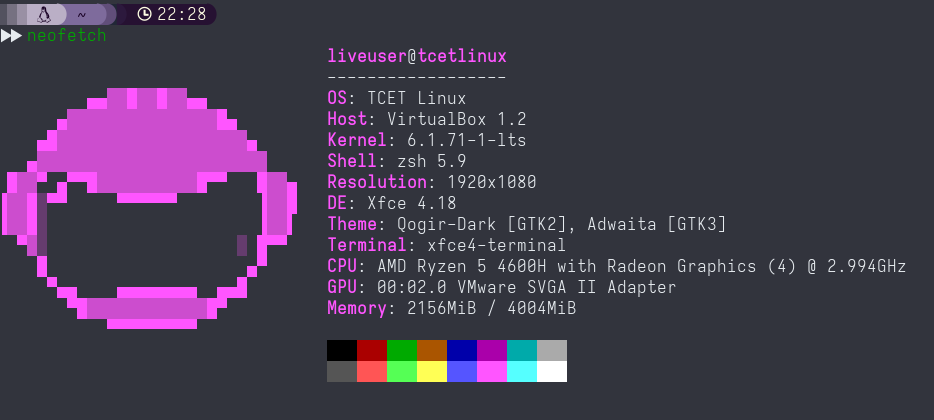 ~ 22:28
neofetch
liveuser@tcetlinux
------------------
OS: TCET Linux
Host: VirtualBox 1.2
Kernel: 6.1.71-1-lts
Shell: zsh 5.9
Resolution: 1920x1080
DE: Xfce 4.18
Theme: Qogir-Dark [GTK2], Adwaita [GTK3]
Terminal: xfce4-terminal
CPU: AMD Ryzen 5 4600H with Radeon Graphics (4) @ 2.994GHz
GPU: 00:02.0 VMware SVGA II Adapter
Memory: 2156MiB / 4004MiB